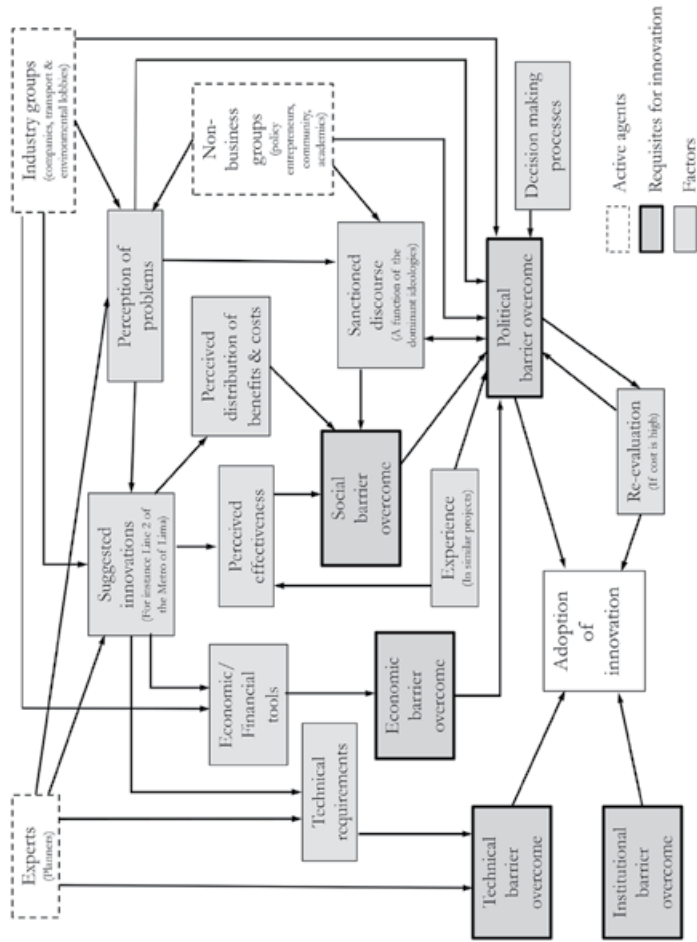 Experts
(Planners)
Industry groups
(companies, transport &
environmental lobbies)
Suggested
innovations
(For instance Line 2 of
the Metro of Lima)
Perception of
problems
Non-
business
groups
(policy
entrepreneurs,
community,
academics)
Economic/
Financial
tools
Perceived
effectiveness
Perceived
distribution of
benefits & costs
Technical
requirements
Sanctioned
discourse
(A function of the
dominant ideologies)
Economic
barrier
overcome
Social
barrier
overcome
Experience
(In similar projects)
Technical
barrier
overcome
Political
barrier overcome
Decision making
processes
Institutional
barrier
overcome
Adoption
of
innovation
Re-evaluation
(If cost is high)
Active agents
Requisites for innovation
Factors